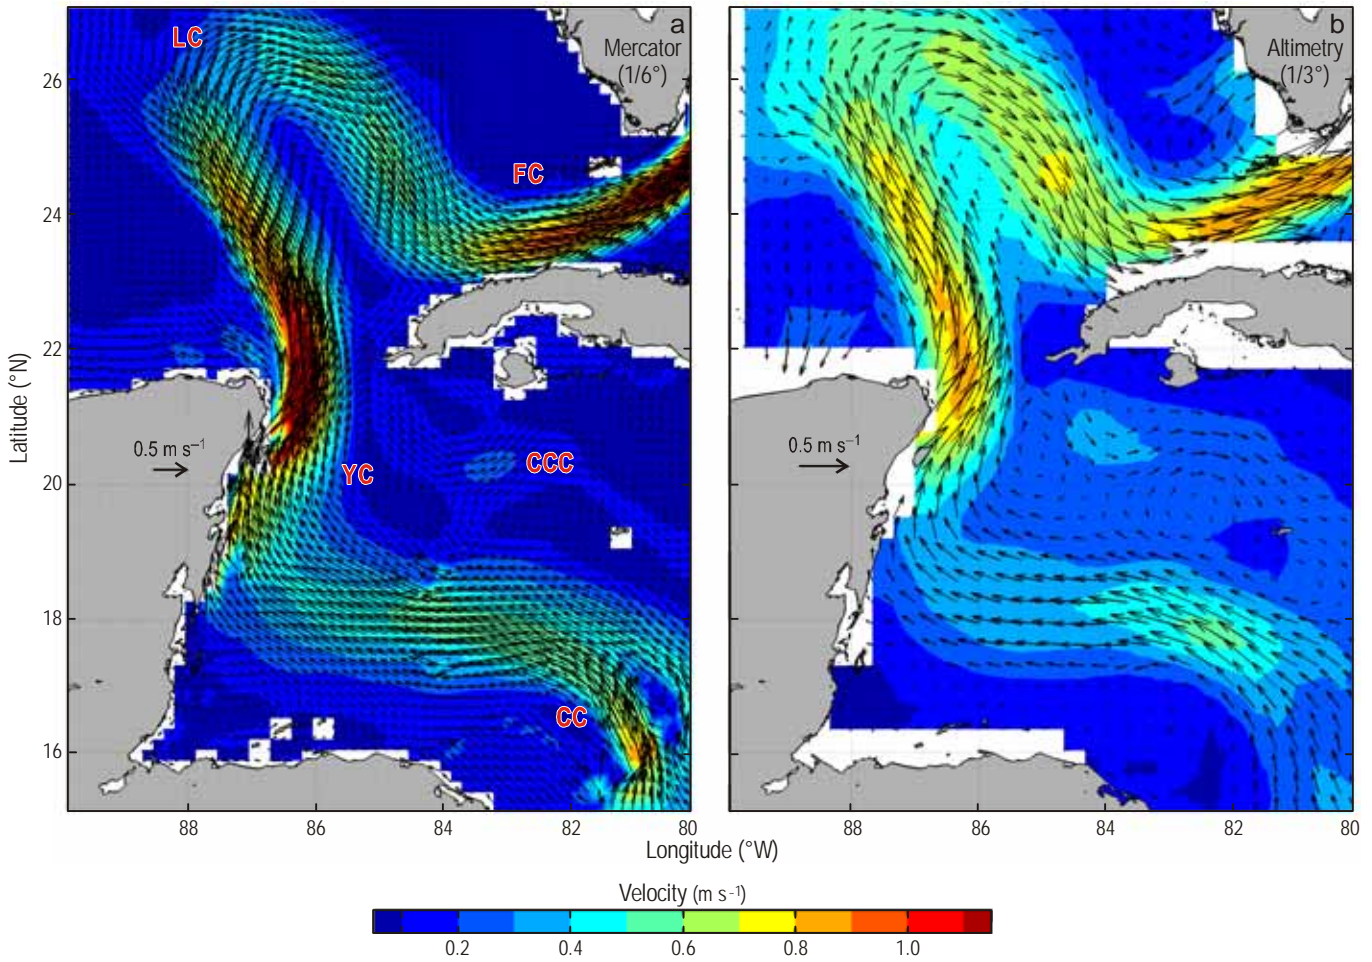 a
Mercator
(1/6°)
b
Altimetry
(1/3°)
LC
FC
YC
CCC
CC
0.5 m s⁻¹
0.5 m s⁻¹
Latitude (°N)
26
24
22
20
18
16
88
86
84
82
80
88
86
84
82
80
Longitude (°W)
Velocity (m s⁻¹)
0.2
0.4
0.6
0.8
1.0